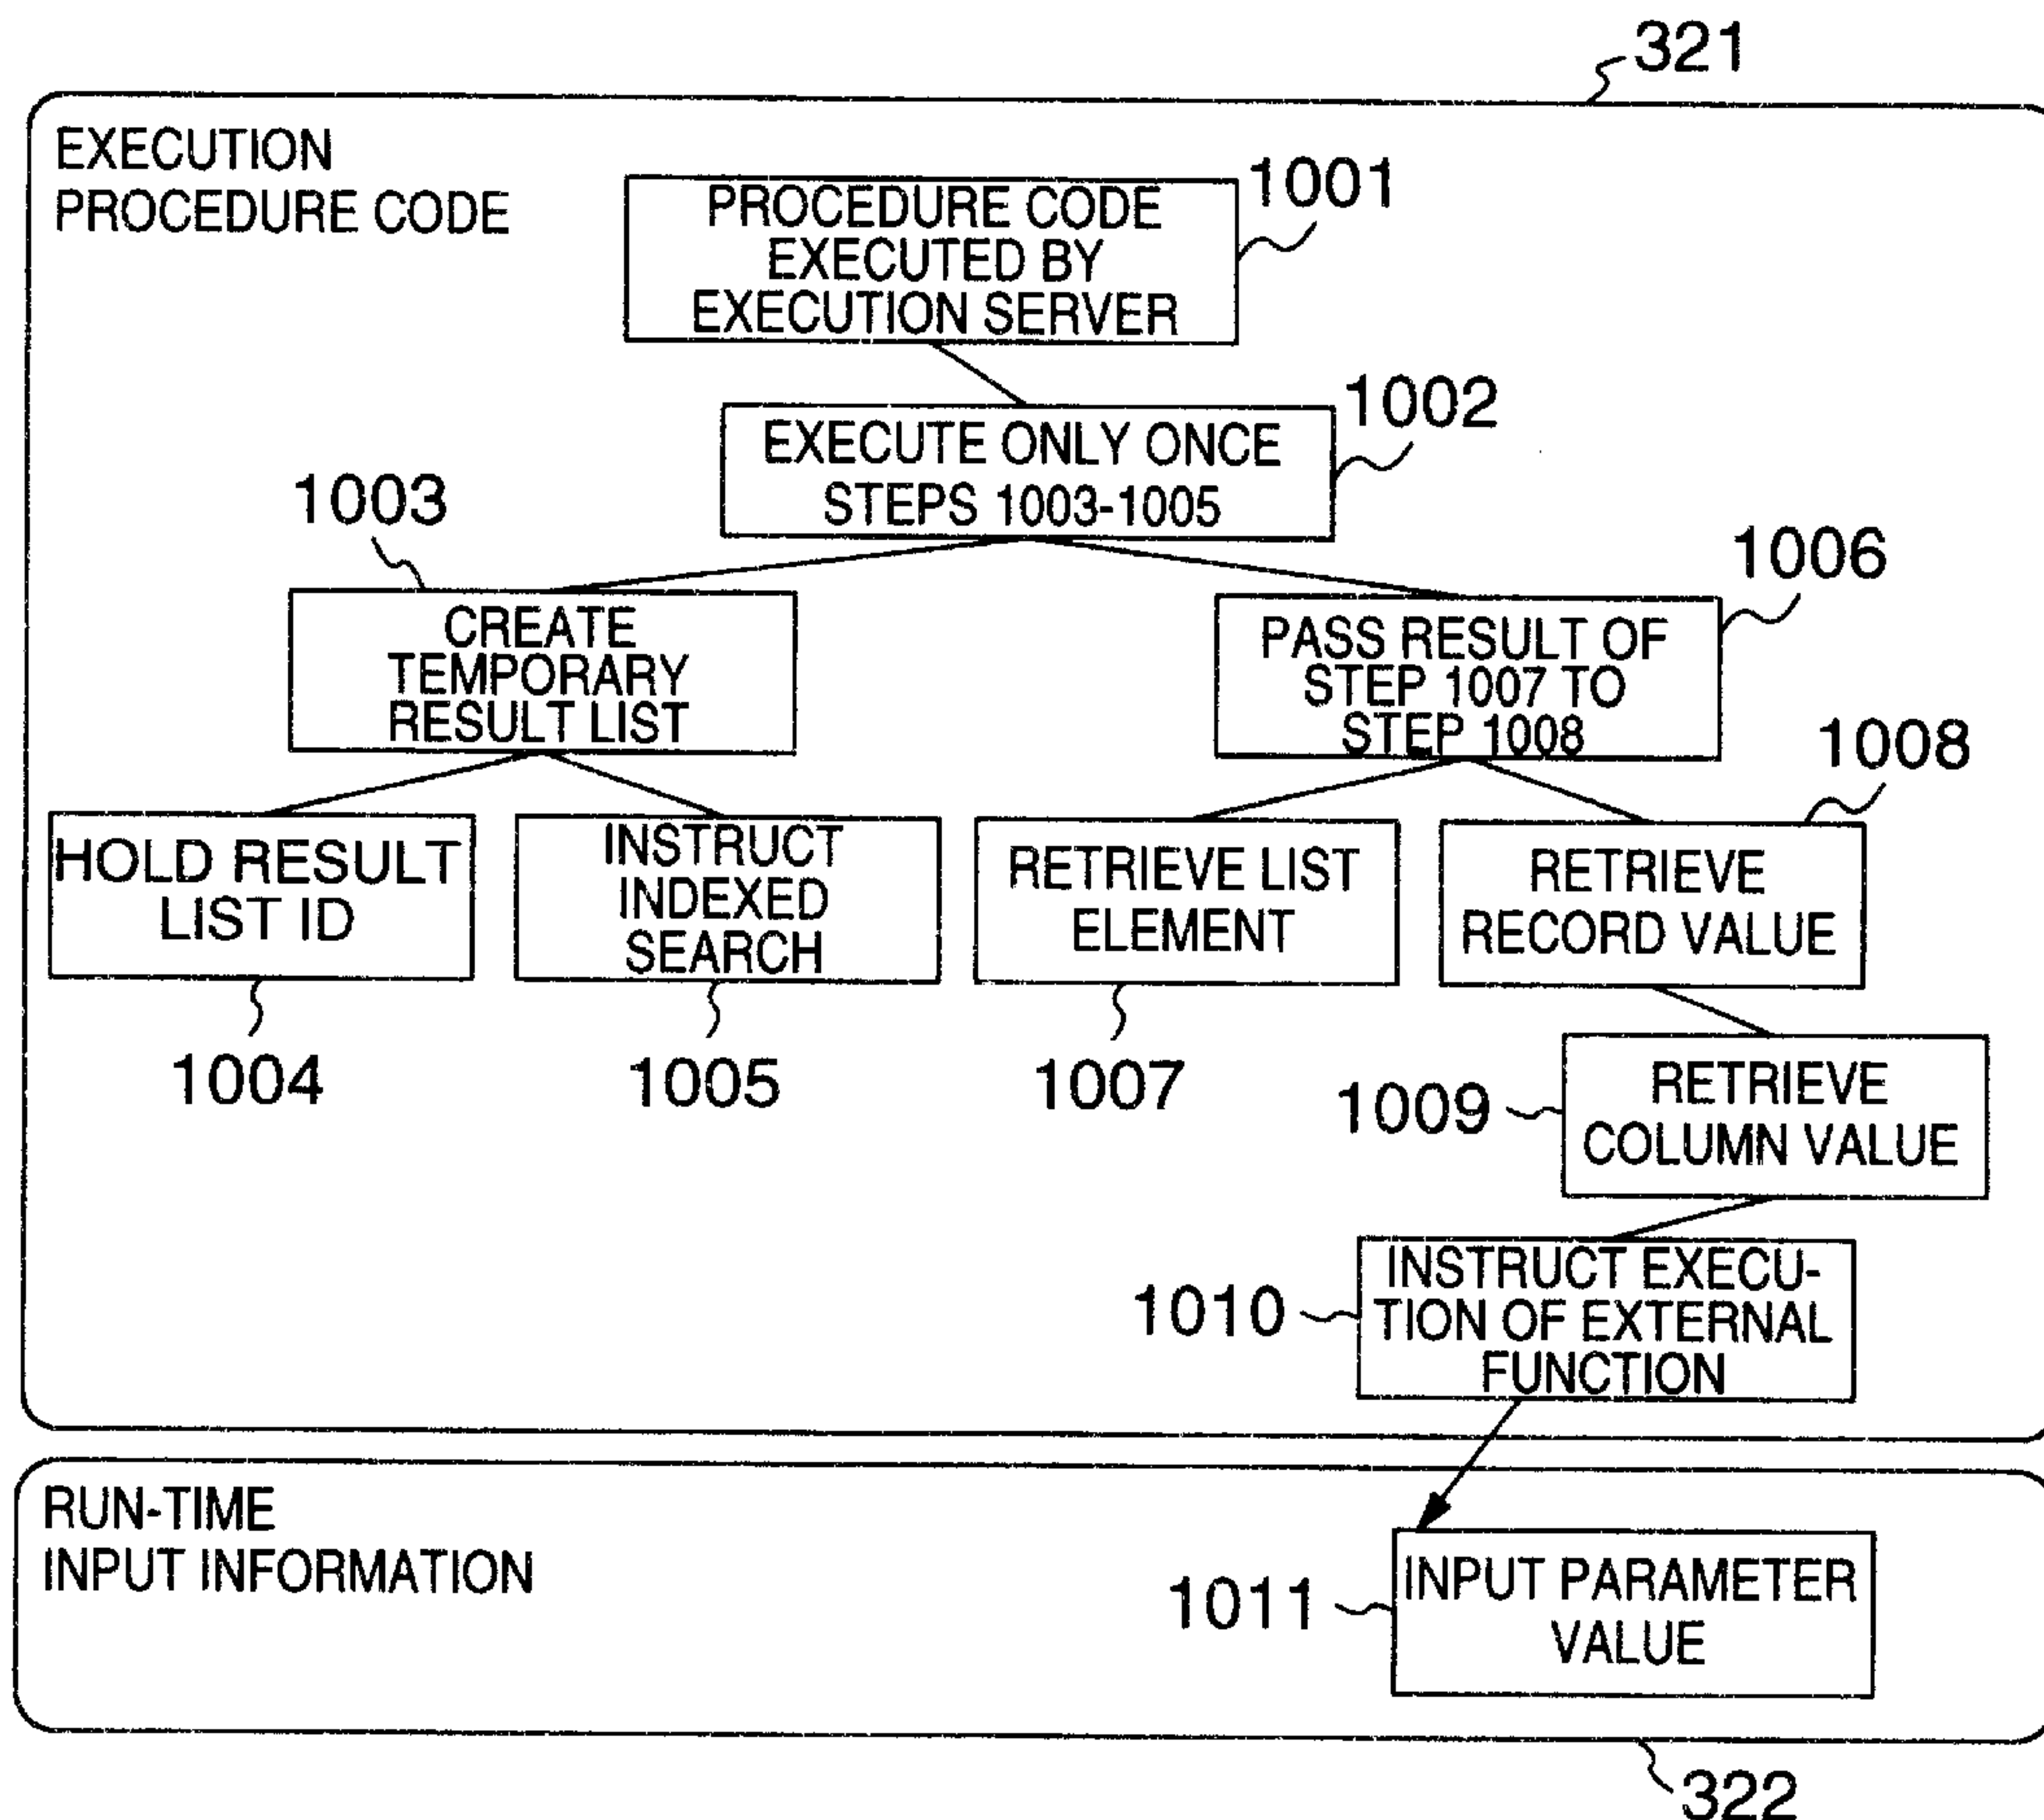 321
EXECUTION
PROCEDURE CODE
1001
PROCEDURE CODE
EXECUTED BY
EXECUTION SERVER
1002
EXECUTE ONLY ONCE
STEPS 1003-1005
1003
CREATE
TEMPORARY
RESULT LIST
1006
PASS RESULT OF
STEP 1007 TO
STEP 1008
1008
HOLD RESULT
LIST ID
INSTRUCT
INDEXED
SEARCH
RETRIEVE LIST
ELEMENT
RETRIEVE
RECORD VALUE
1004
1005
1007
1009
RETRIEVE
COLUMN VALUE
1010
INSTRUCT EXECU-
TION OF EXTERNAL
FUNCTION
RUN-TIME
INPUT INFORMATION
1011
INPUT PARAMETER
VALUE
322